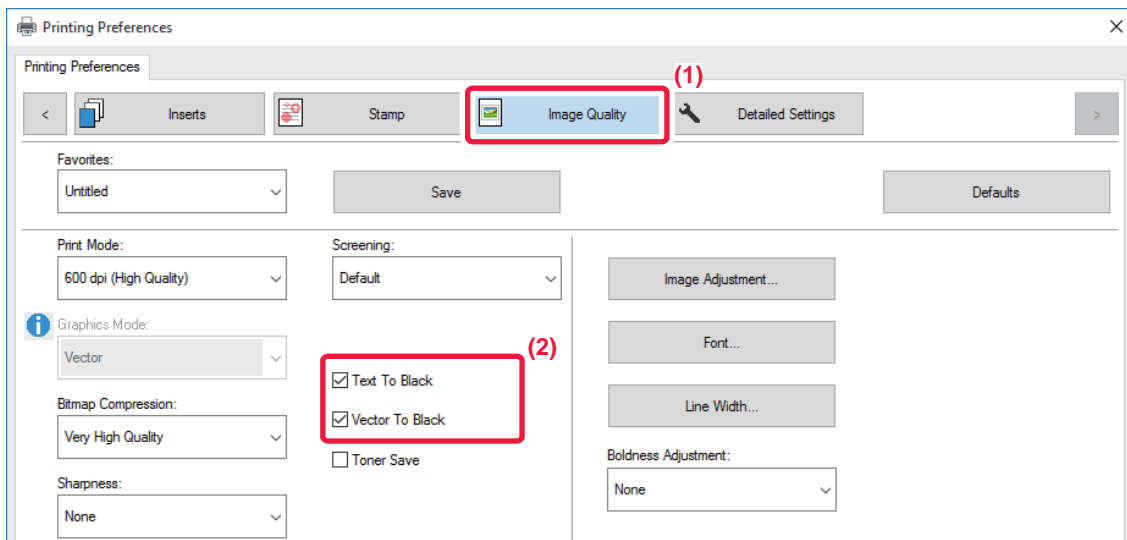 Printing Preferences
Printing Preferences
(1)
< Inserts Stamp Image Quality Detailed Settings >
Favorites:
Untitled Save Defaults
Print Mode: Screening:
600 dpi (High Quality) Default Image Adjustment...
Graphics Mode:
Vector Font...
(2)
Text To Black
Bitmap Compression: Vector To Black Line Width...
Very High Quality
Toner Save Boldness Adjustment:
Sharpness:
None None